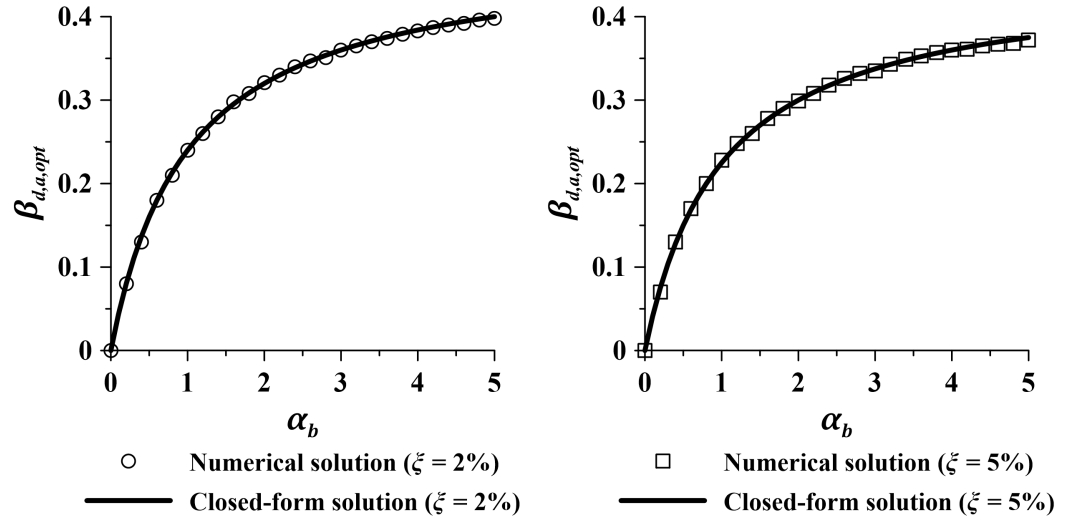 0.4
0.3
0.2
0.1
0
β_{d,a,opt}
0 1 2 3 4 5
α_b
Numerical solution (ξ = 2%)
Closed-form solution (ξ = 2%)
0.4
0.3
0.2
0.1
0
β_{d,a,opt}
0 1 2 3 4 5
α_b
Numerical solution (ξ = 5%)
Closed-form solution (ξ = 5%)